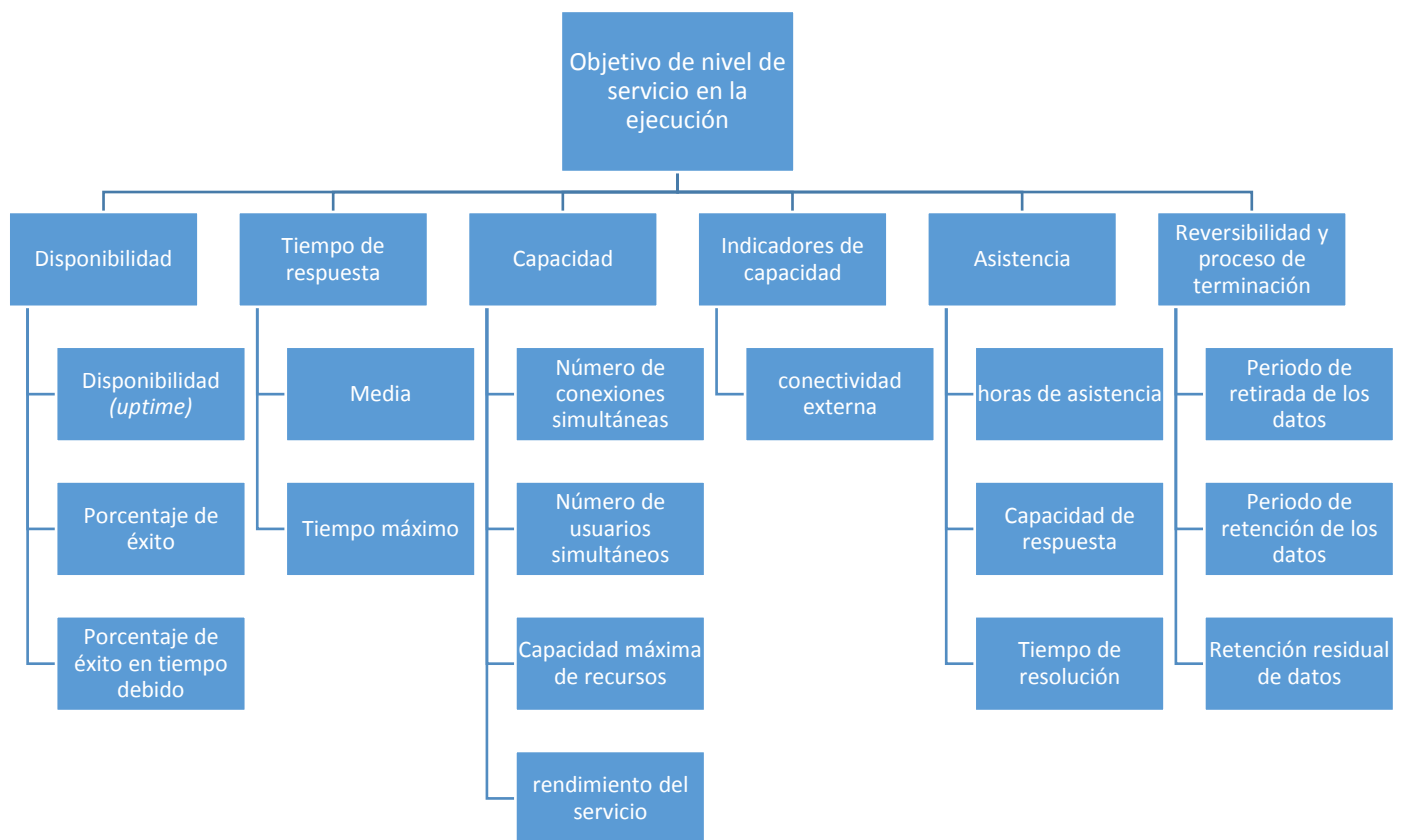 Objetivo de nivel de
servicio en la
ejecución
Disponibilidad
Tiempo de
respuesta
Capacidad
Indicadores de
capacidad
Asistencia
Reversibilidad y
proceso de
terminación
Disponibilidad
(uptime)
Porcentaje de
éxito
Porcentaje de
éxito en tiempo
debido
Media
Tiempo máximo
Número de
conexiones
simultáneas
Número de
usuarios
simultáneos
Capacidad máxima
de recursos
rendimiento del
servicio
conectividad
externa
horas de asistencia
Capacidad de
respuesta
Tiempo de
resolución
Periodo de
retirada de los
datos
Periodo de
retención de los
datos
Retención residual
de datos